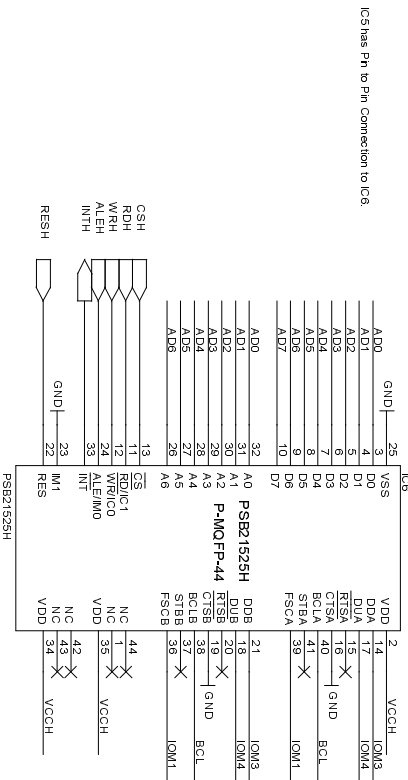 IC5 has Pin to Pin Connection to IC6.
IC6
GND 25 VSS VDD 2 VCCH
AD0 3 D0 DDA 14 IOM3
AD1 4 D1 DUA 17 IOM4
AD2 5 D2 RTSA 15
AD3 6 D3 CTSA 16 GND
AD4 7 D4 BCLA 40 BCL
AD5 8 D5 STBA 41
AD6 9 D6 FSCA 39 IOM1
AD7 10 D7
PSB21525H
P-MQFP-44
AD0 32 A0 DDB 21 IOM3
AD1 31 A1 DUB 18 IOM4
AD2 30 A2 RTSB 20
AD3 29 A3 CTSB 19 GND
AD4 28 A4 BCLB 38 BCL
AD5 27 A5 STBB 37
AD6 26 A6 FSCB 36 IOM1
CSH 13 CS
RDH 11 RD/IC1 NC 44
WRH 12 WR/IC0 NC 1
ALEH 24 ALE/IM0 VDD 35 VCCH
INTH 33 INT
NC 42
GND 23 IM1 NC 43
RESH 22 RES VDD 34 VCCH
PSB21525H